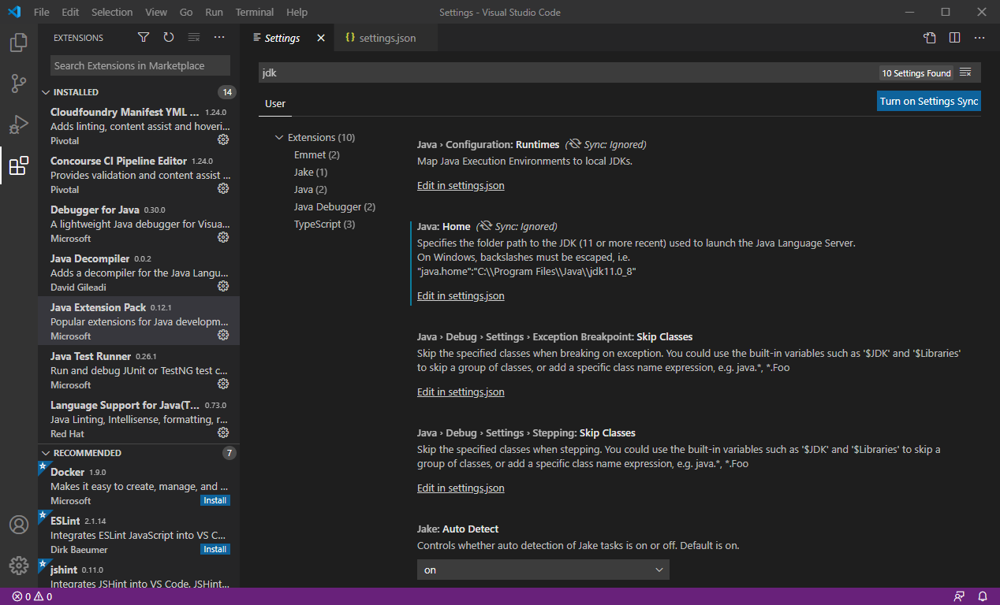 File Edit Selection View Go Run Terminal Help
Settings - Visual Studio Code
EXTENSIONS
Search Extensions in Marketplace
INSTALLED 14
Cloudfoundry Manifest YML ... 1.24.0
Adds linting, content assist and hoveri...
Pivotal
Concourse CI Pipeline Editor 1.24.0
Provides validation and content assist ...
Pivotal
Debugger for Java 0.30.0
A lightweight Java debugger for Visua...
Microsoft
Java Decompiler 0.0.2
Adds a decompiler for the Java Langu...
David Gileadi
Java Extension Pack 0.12.1
Popular extensions for Java developm...
Microsoft
Java Test Runner 0.26.1
Run and debug JUnit or TestNG test c...
Microsoft
Language Support for Java(T... 0.73.0
Java Linting, Intellisense, formatting, r...
Red Hat
RECOMMENDED 7
Docker 1.9.0
Makes it easy to create, manage, and ...
Microsoft Install
ESLint 2.1.14
Integrates ESLint JavaScript into VS C...
Dirk Baeumer Install
jshint 0.11.0
Integrates JSHint into VS Code. JSHint...
Settings
{} settings.json
jdk
10 Settings Found
User
Turn on Settings Sync
Extensions (10)
Emmet (2)
Jake (1)
Java (2)
Java Debugger (2)
TypeScript (3)
Java › Configuration: Runtimes ( Sync: Ignored)
Map Java Execution Environments to local JDKs.
Edit in settings.json
Java: Home ( Sync: Ignored)
Specifies the folder path to the JDK (11 or more recent) used to launch the Java Language Server.
On Windows, backslashes must be escaped, i.e.
"java.home":"C:\\Program Files\\Java\\jdk11.0_8"
Edit in settings.json
Java › Debug › Settings › Exception Breakpoint: Skip Classes
Skip the specified classes when breaking on exception. You could use the built-in variables such as '$JDK' and '$Libraries'
to skip a group of classes, or add a specific class name expression, e.g. java.*, *.Foo
Edit in settings.json
Java › Debug › Settings › Stepping: Skip Classes
Skip the specified classes when stepping. You could use the built-in variables such as '$JDK' and '$Libraries' to skip a
group of classes, or add a specific class name expression, e.g. java.*, *.Foo
Edit in settings.json
Jake: Auto Detect
Controls whether auto detection of Jake tasks is on or off. Default is on.
on
0 0